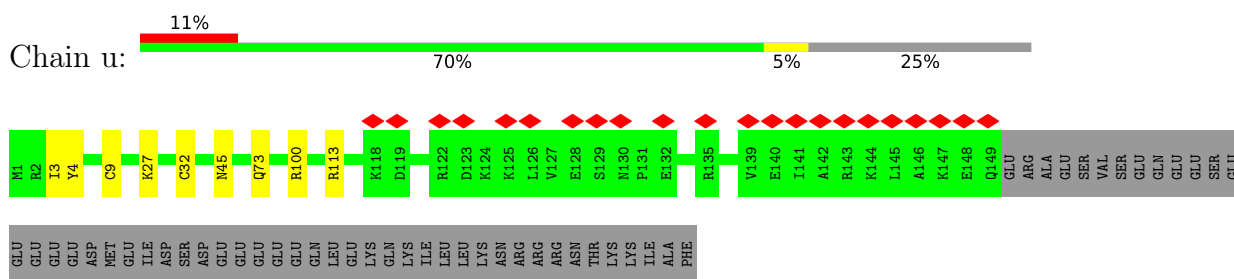 11%
Chain u:
70% 5% 25%
M1 R2 I3 Y4 C9 K27 C32 N45 Q73 R100 R113 K118 D119 R122 D123 K124 K125 L126 V127 E128 S129 N130 P131 E132 R135 V139 E140 I141 A142 R143 K144 L145 A146 K147 E148 Q149 GLU ARG ALA GLU SER VAL SER GLU GLN GLU GLU SER GLU
GLU GLU GLU GLU ASP MET GLU ILE ASP SER ASP GLU GLU GLU GLU GLU GLN LEU GLU LYS GLN LYS ILE LEU LEU LYS ASN ARG ARG ARG ASN THR LYS LYS ILE ALA PHE